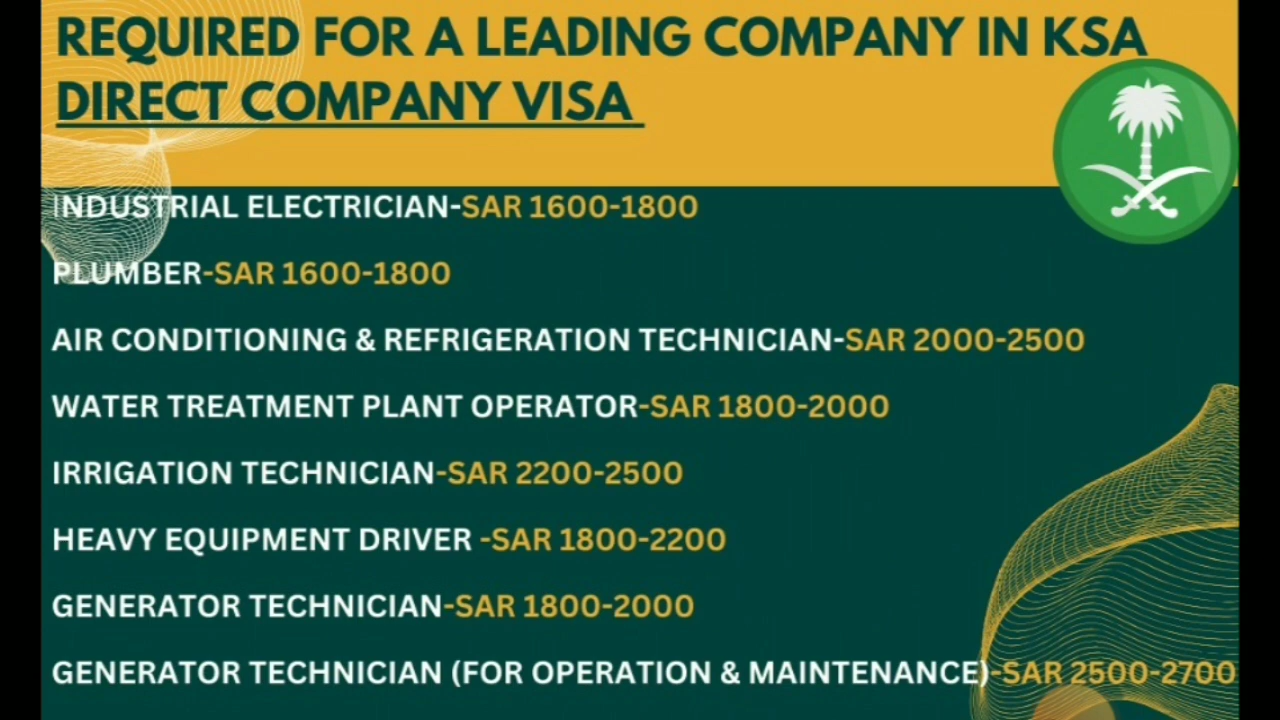 REQUIRED FOR A LEADING COMPANY IN KSA
DIRECT COMPANY VISA
INDUSTRIAL ELECTRICIAN-SAR 1600-1800
PLUMBER-SAR 1600-1800
AIR CONDITIONING & REFRIGERATION TECHNICIAN-SAR 2000-2500
WATER TREATMENT PLANT OPERATOR-SAR 1800-2000
IRRIGATION TECHNICIAN-SAR 2200-2500
HEAVY EQUIPMENT DRIVER -SAR 1800-2200
GENERATOR TECHNICIAN-SAR 1800-2000
GENERATOR TECHNICIAN (FOR OPERATION & MAINTENANCE)-SAR 2500-2700